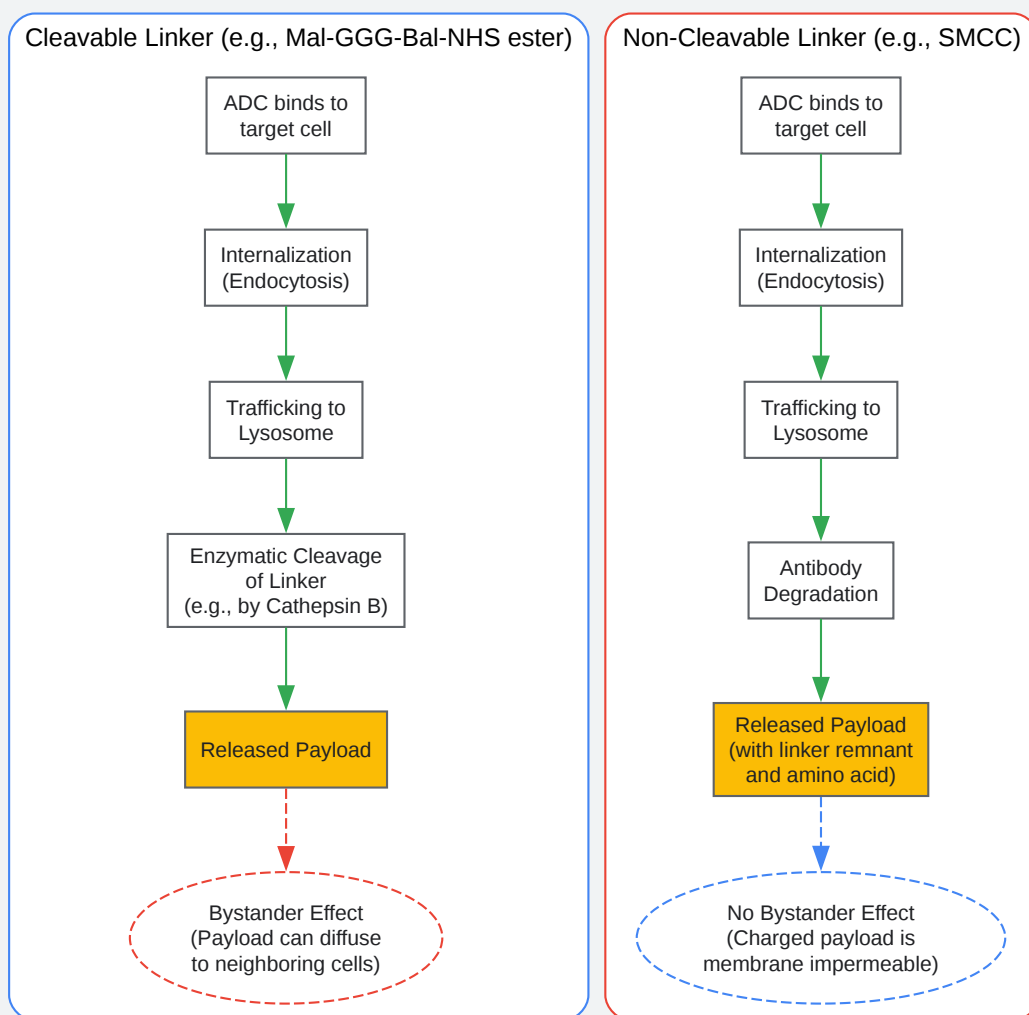 Cleavable Linker (e.g., Mal-GGG-Bal-NHS ester)
ADC binds to
target cell
Internalization
(Endocytosis)
Trafficking to
Lysosome
Enzymatic Cleavage
of Linker
(e.g., by Cathepsin B)
Released Payload
Bystander Effect
(Payload can diffuse
to neighboring cells)
Non-Cleavable Linker (e.g., SMCC)
ADC binds to
target cell
Internalization
(Endocytosis)
Trafficking to
Lysosome
Antibody
Degradation
Released Payload
(with linker remnant
and amino acid)
No Bystander Effect
(Charged payload is
membrane impermeable)